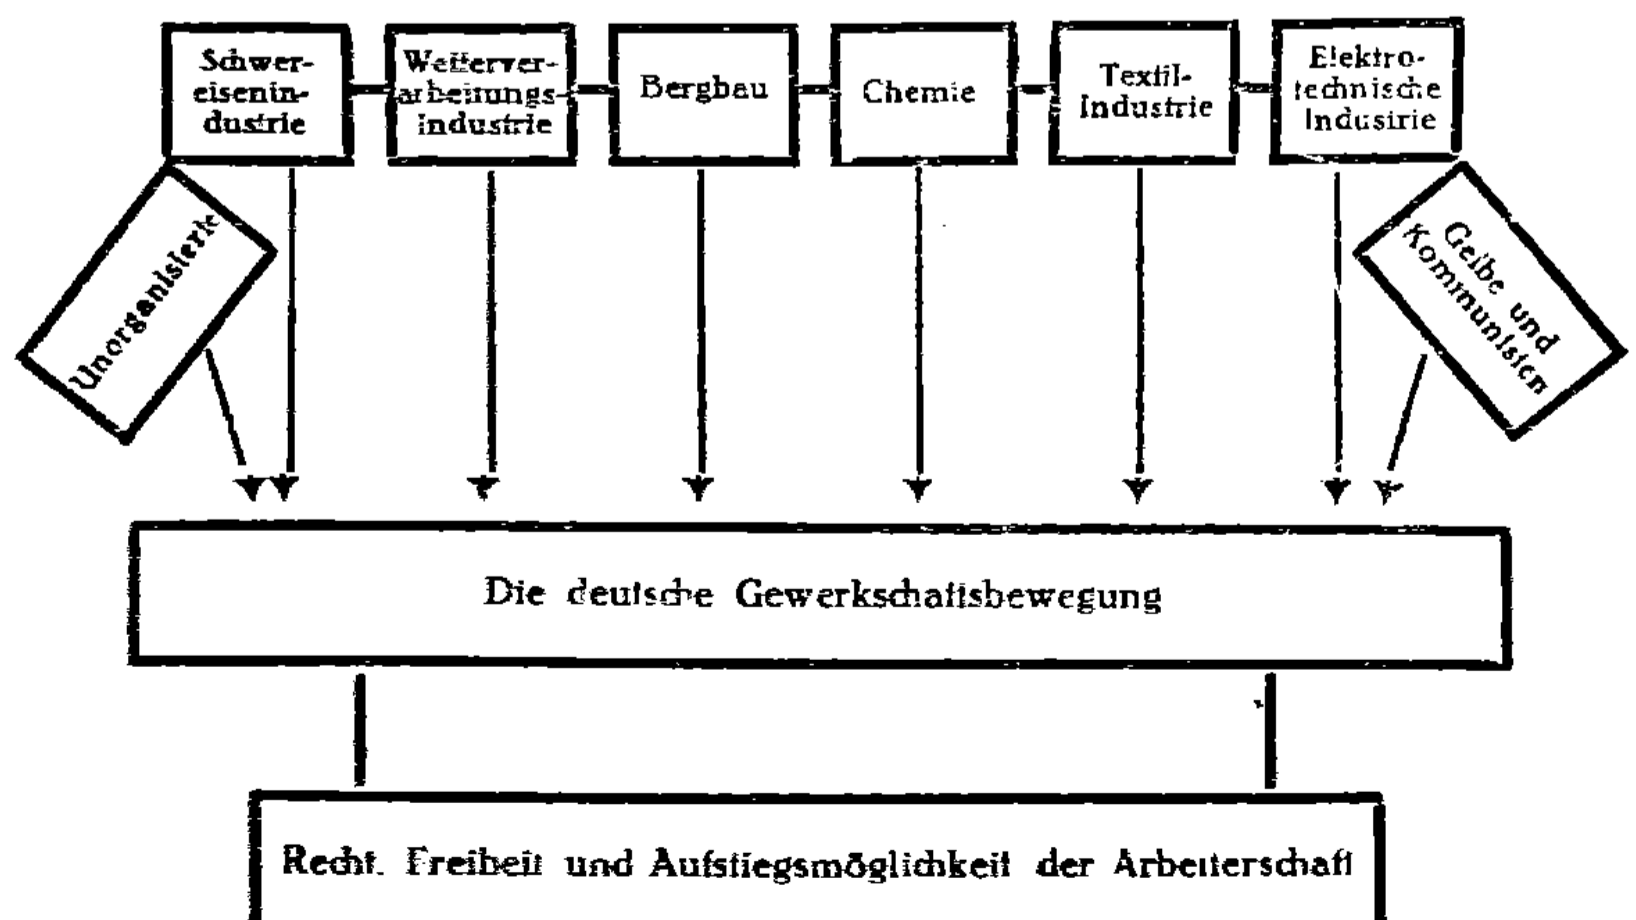 Schwer-
eisenin-
dustrie
Weiterver-
arbeitungs-
industrie
Bergbau
Chemie
Textil-
Industrie
Elektro-
technische
Industrie
Unorganisierte
Gelbe und
Kommunisten
Die deutsche Gewerkschaftsbewegung
Recht, Freiheit und Aufstiegsmöglichkeit der Arbeiterschaft